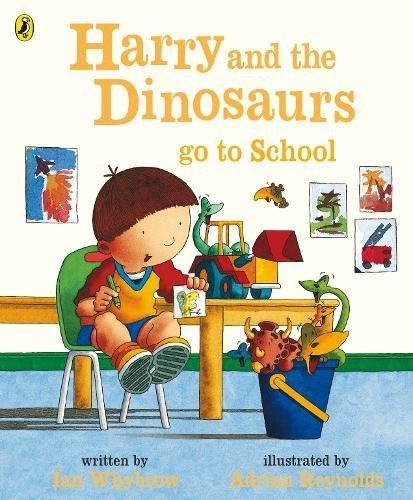 Harry and the
Dinosaurs
go to School
written by
Ian Whybrow
illustrated by
Adrian Reynolds